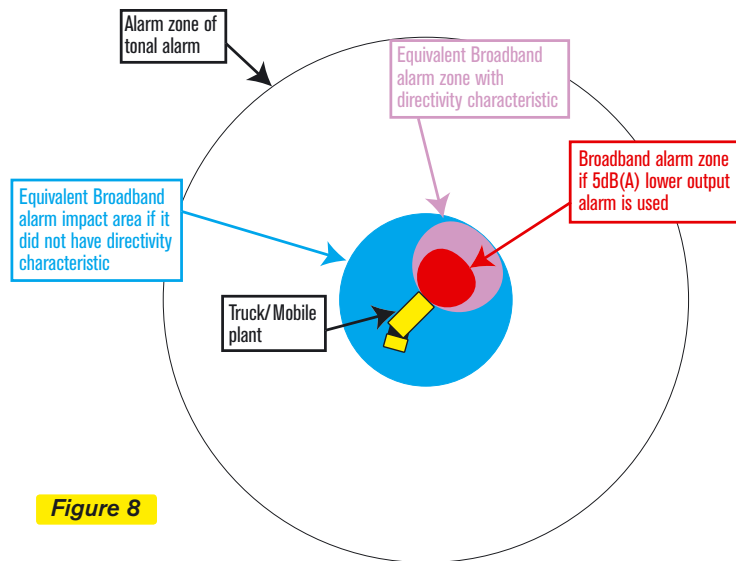 Alarm zone of
tonal alarm
Equivalent Broadband
alarm zone with
directivity characteristic
Broadband alarm zone
if 5dB(A) lower output
alarm is used
Equivalent Broadband
alarm impact area if it
did not have directivity
characteristic
Truck/Mobile
plant
Figure 8